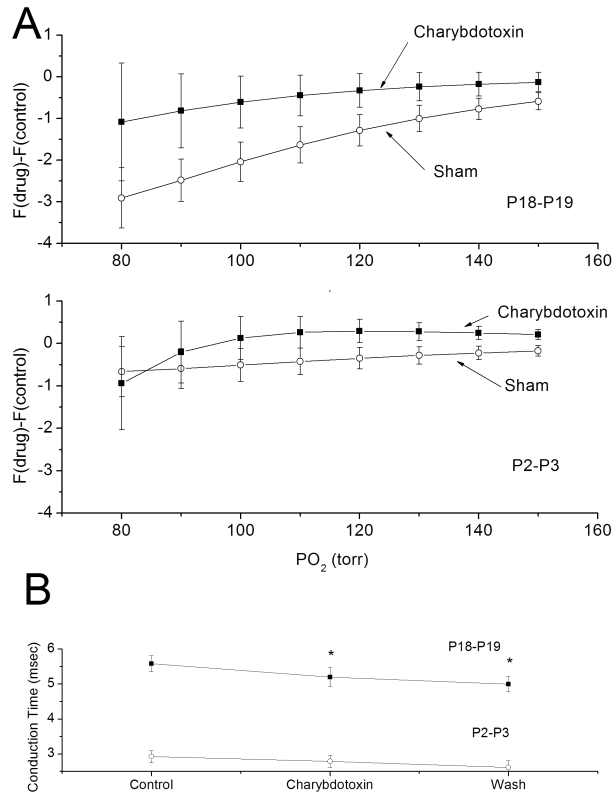 A
1
0
-1
-2
-3
-4
F(drug)-F(control)
Charybdotoxin
Sham
P18-P19
80 100 120 140 160
1
0
-1
-2
-3
-4
F(drug)-F(control)
Charybdotoxin
Sham
P2-P3
80 100 120 140 160
PO2 (torr)
B
6
5
4
3
Conduction Time (msec)
P18-P19
* *
P2-P3
Control Charybdotoxin Wash